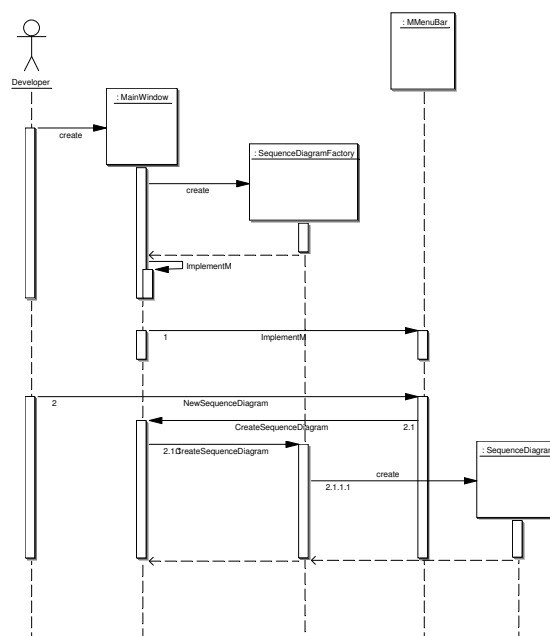 : MMenuBar
Developer
: MainWindow
create
: SequenceDiagramFactory
create
ImplementM
1 ImplementM
2 NewSequenceDiagram
CreateSequenceDiagram 2.1
2.1.1 CreateSequenceDiagram
: SequenceDiagram
create
2.1.1.1